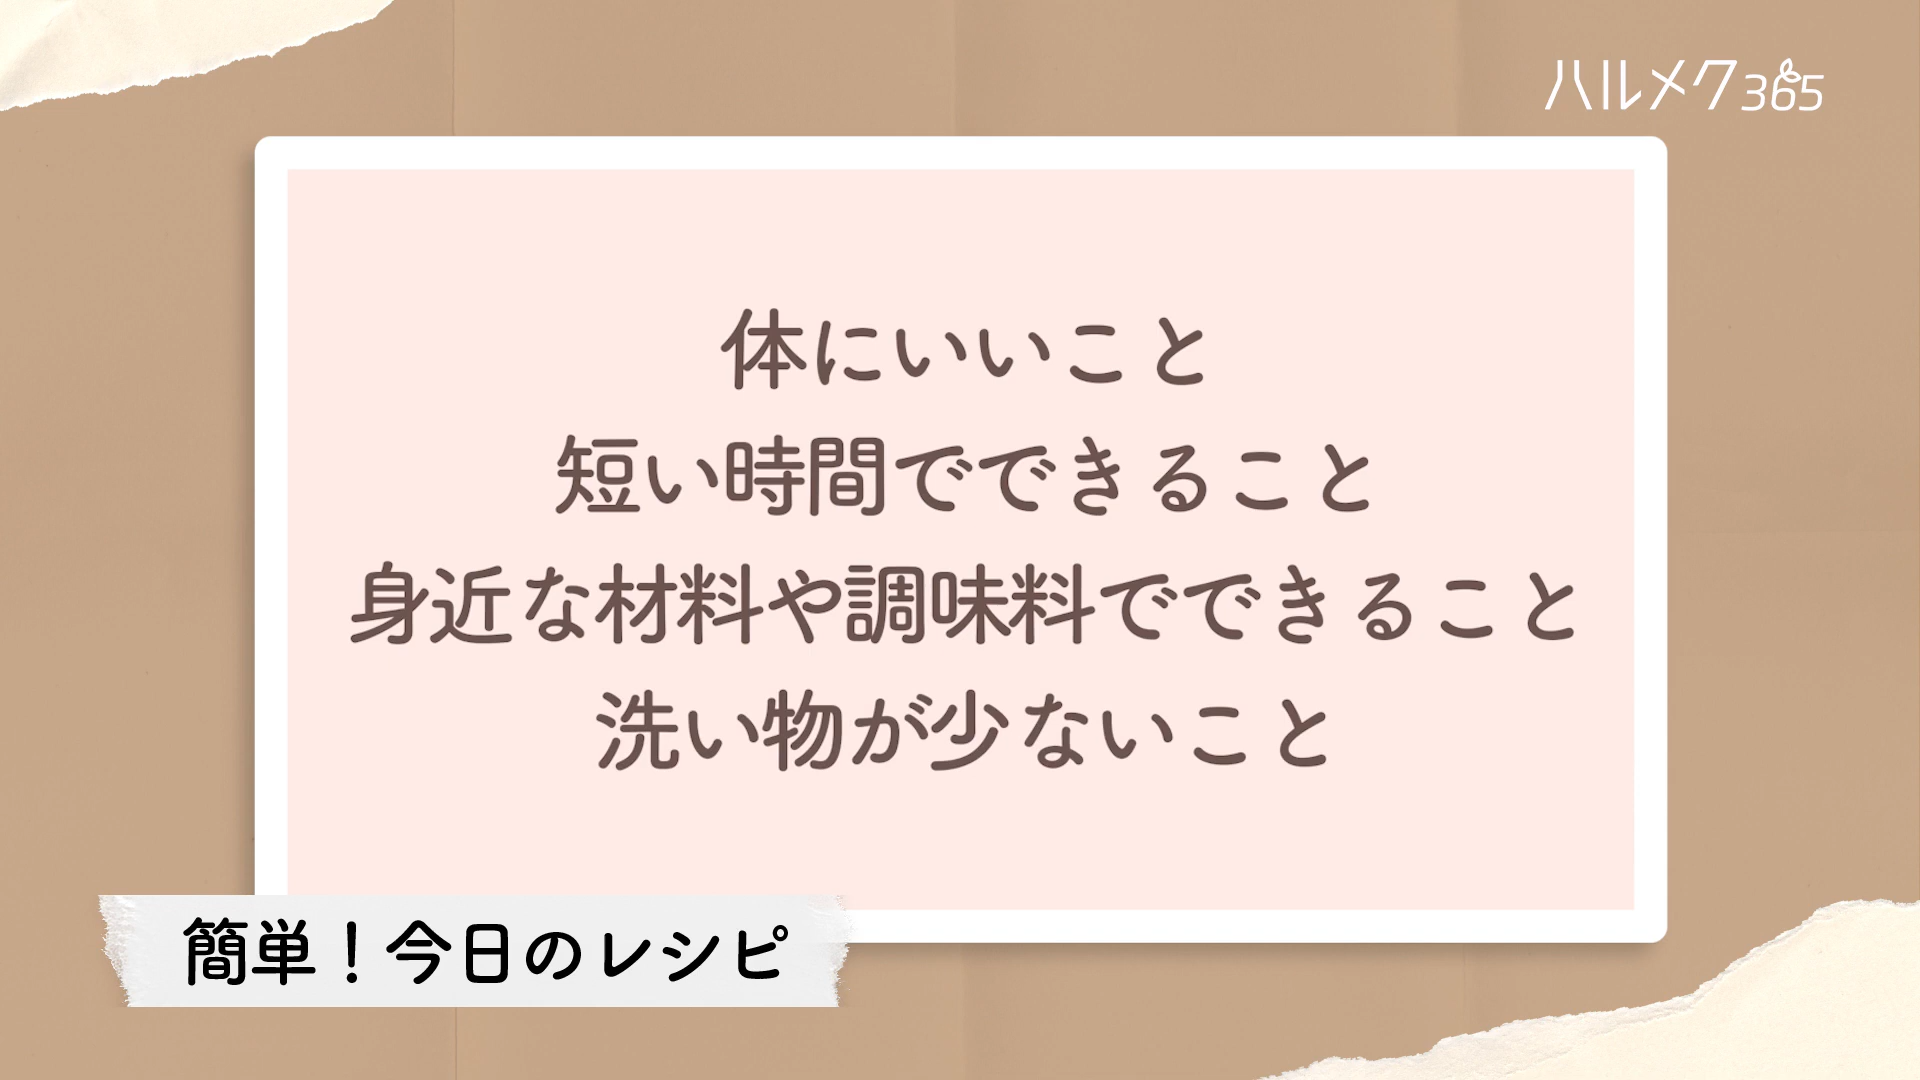 ハルメク365
体にいいこと
短い時間でできること
身近な材料や調味料でできること
洗い物が少ないこと
簡単！今日のレシピ